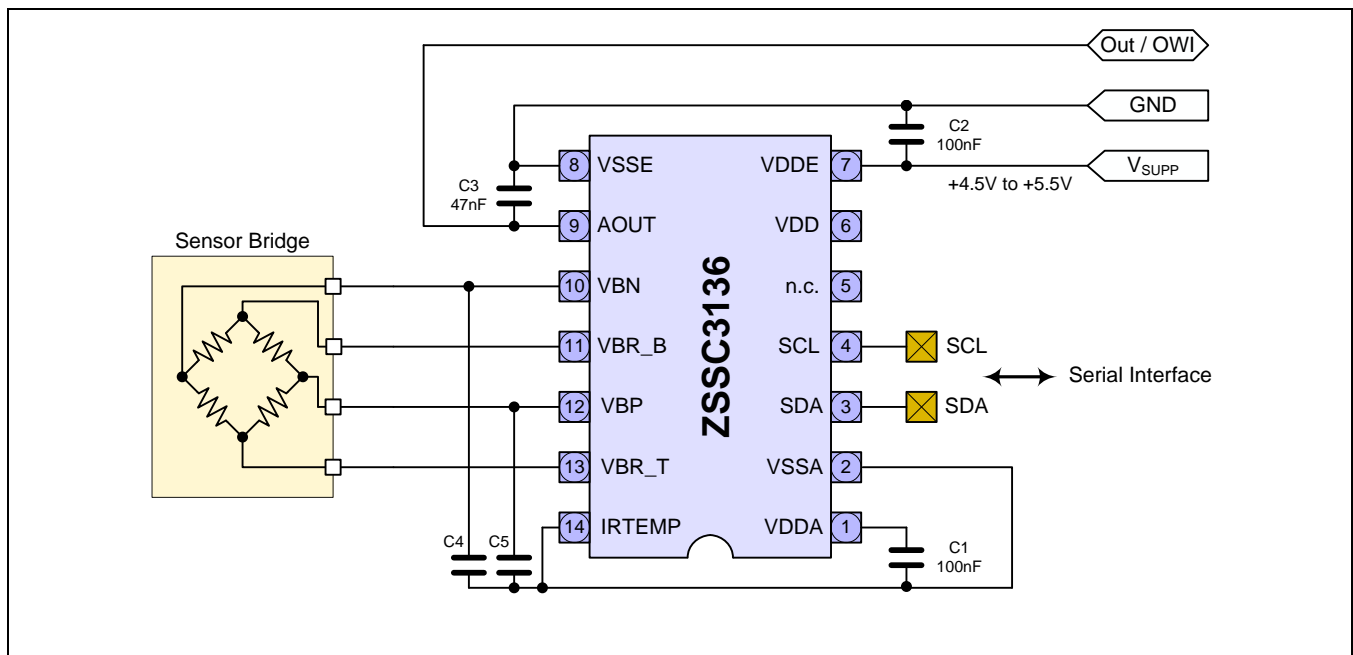 Out / OWI
GND
C2
100nF
VSUPP
+4.5V to +5.5V
8 VSSE
VDDE 7
C3
47nF
9 AOUT
VDD 6
Sensor Bridge
10 VBN
n.c. 5
11 VBR_B
SCL 4
SCL
Serial Interface
12 VBP
SDA 3
SDA
13 VBR_T
VSSA 2
14 IRTEMP
VDDA 1
C4
C5
C1
100nF
ZSSC3136